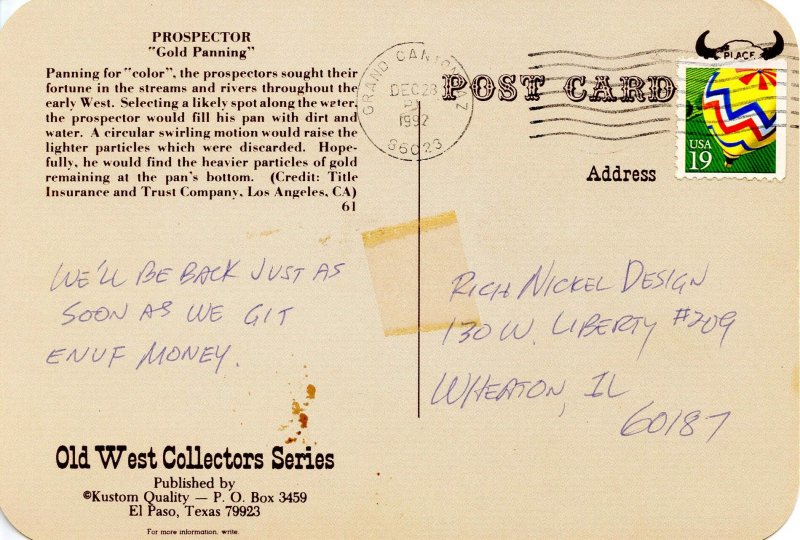 PROSPECTOR
"Gold Panning"
Panning for "color", the prospectors sought their
fortune in the streams and rivers throughout the
early West. Selecting a likely spot along the water,
the prospector would fill his pan with dirt and
water. A circular swirling motion would raise the
lighter particles which were discarded. Hope-
fully, he would find the heavier particles of gold
remaining at the pan's bottom. (Credit: Title
Insurance and Trust Company, Los Angeles, CA)
61
GRAND CANYON AZ
DEC 28
PM
1992
86023
POST CARD
PLACE
USA
19
Address
WE'LL BE BACK JUST AS
SOON AS WE GIT
ENUF MONEY.
RICH NICKEL DESIGN
130 W. LIBERTY #209
WHEATON, IL
60187
Old West Collectors Series
Published by
©Kustom Quality — P. O. Box 3459
El Paso, Texas 79923
For more information, write.